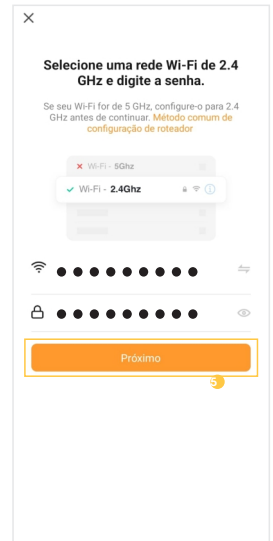 Selecione uma rede Wi-Fi de 2.4
GHz e digite a senha.
Se seu Wi-Fi for de 5 GHz, configure-o para 2.4
GHz antes de continuar. Método comum de
configuração de roteador
Wi-Fi - 5Ghz
Wi-Fi - 2.4Ghz
Próximo
5